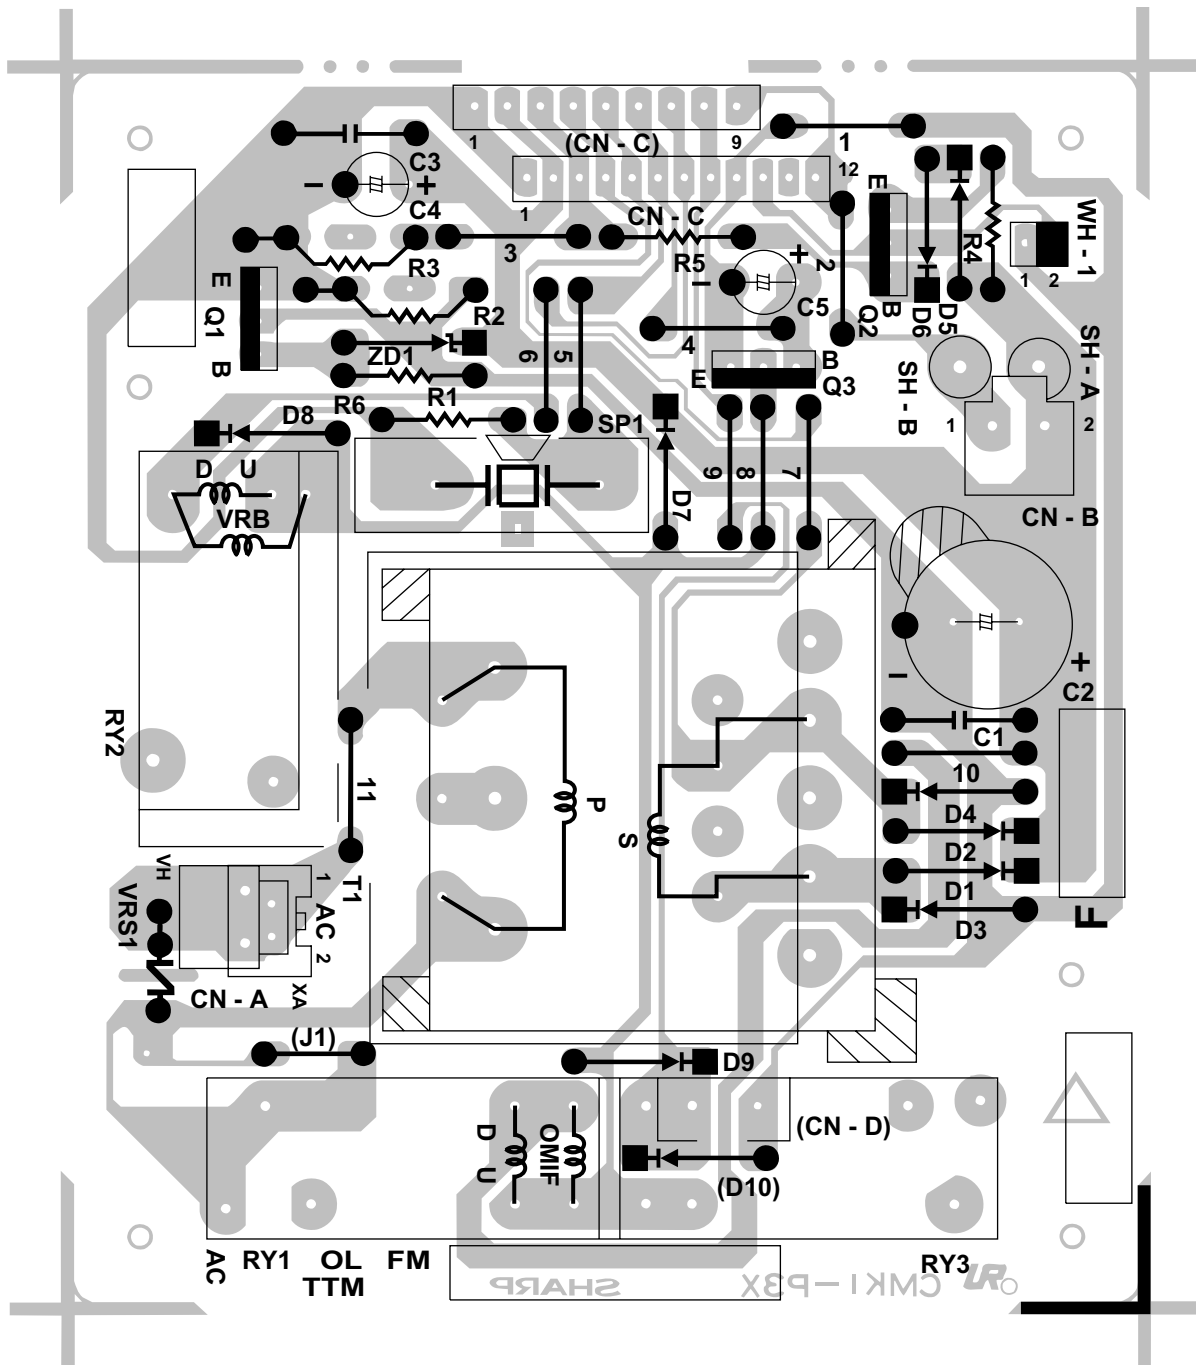 1
(CN - C)
9
1
12
C3
E
CN - C
C4
1
3
R5
2
R4
1
2
WH - 1
R3
E
Q1
B
C5
B
Q2
D6
D5
R2
ZD1
6
5
4
B
E
Q3
SH - B
SH - A
R1
R6
D8
SP1
1
2
D U
VRB
D7
9
8
7
CN - B
+
C2
RY2
C1
10
11
P
S
D4
D2
D1
D3
F
VH
1
VRS1
AC
2
T1
CN - A
XA
(J1)
D9
D
U
OMIF
(CN - D)
(D10)
AC
RY1
OL
FM
TTM
RY3
SHARP
CMK I - P3X
UR